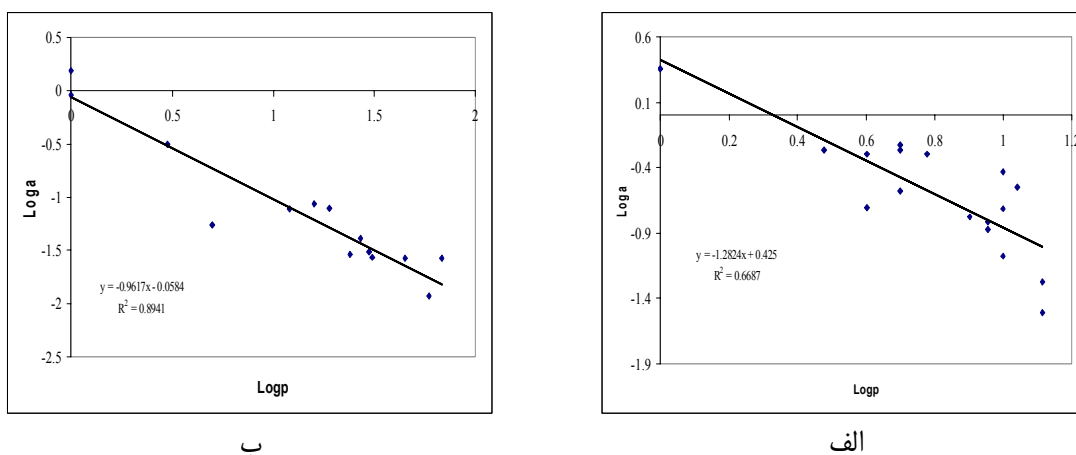 0.5
0
-0.5
-1
-1.5
-2
-2.5
0
0.5
1
1.5
2
Loga
Logp
y = -0.9617x - 0.0584
R² = 0.8941
ب
0.6
0.1
-0.4
-0.9
-1.4
-1.9
0
0.2
0.4
0.6
0.8
1
1.2
Loga
Logp
y = -1.2824x + 0.425
R² = 0.6687
الف